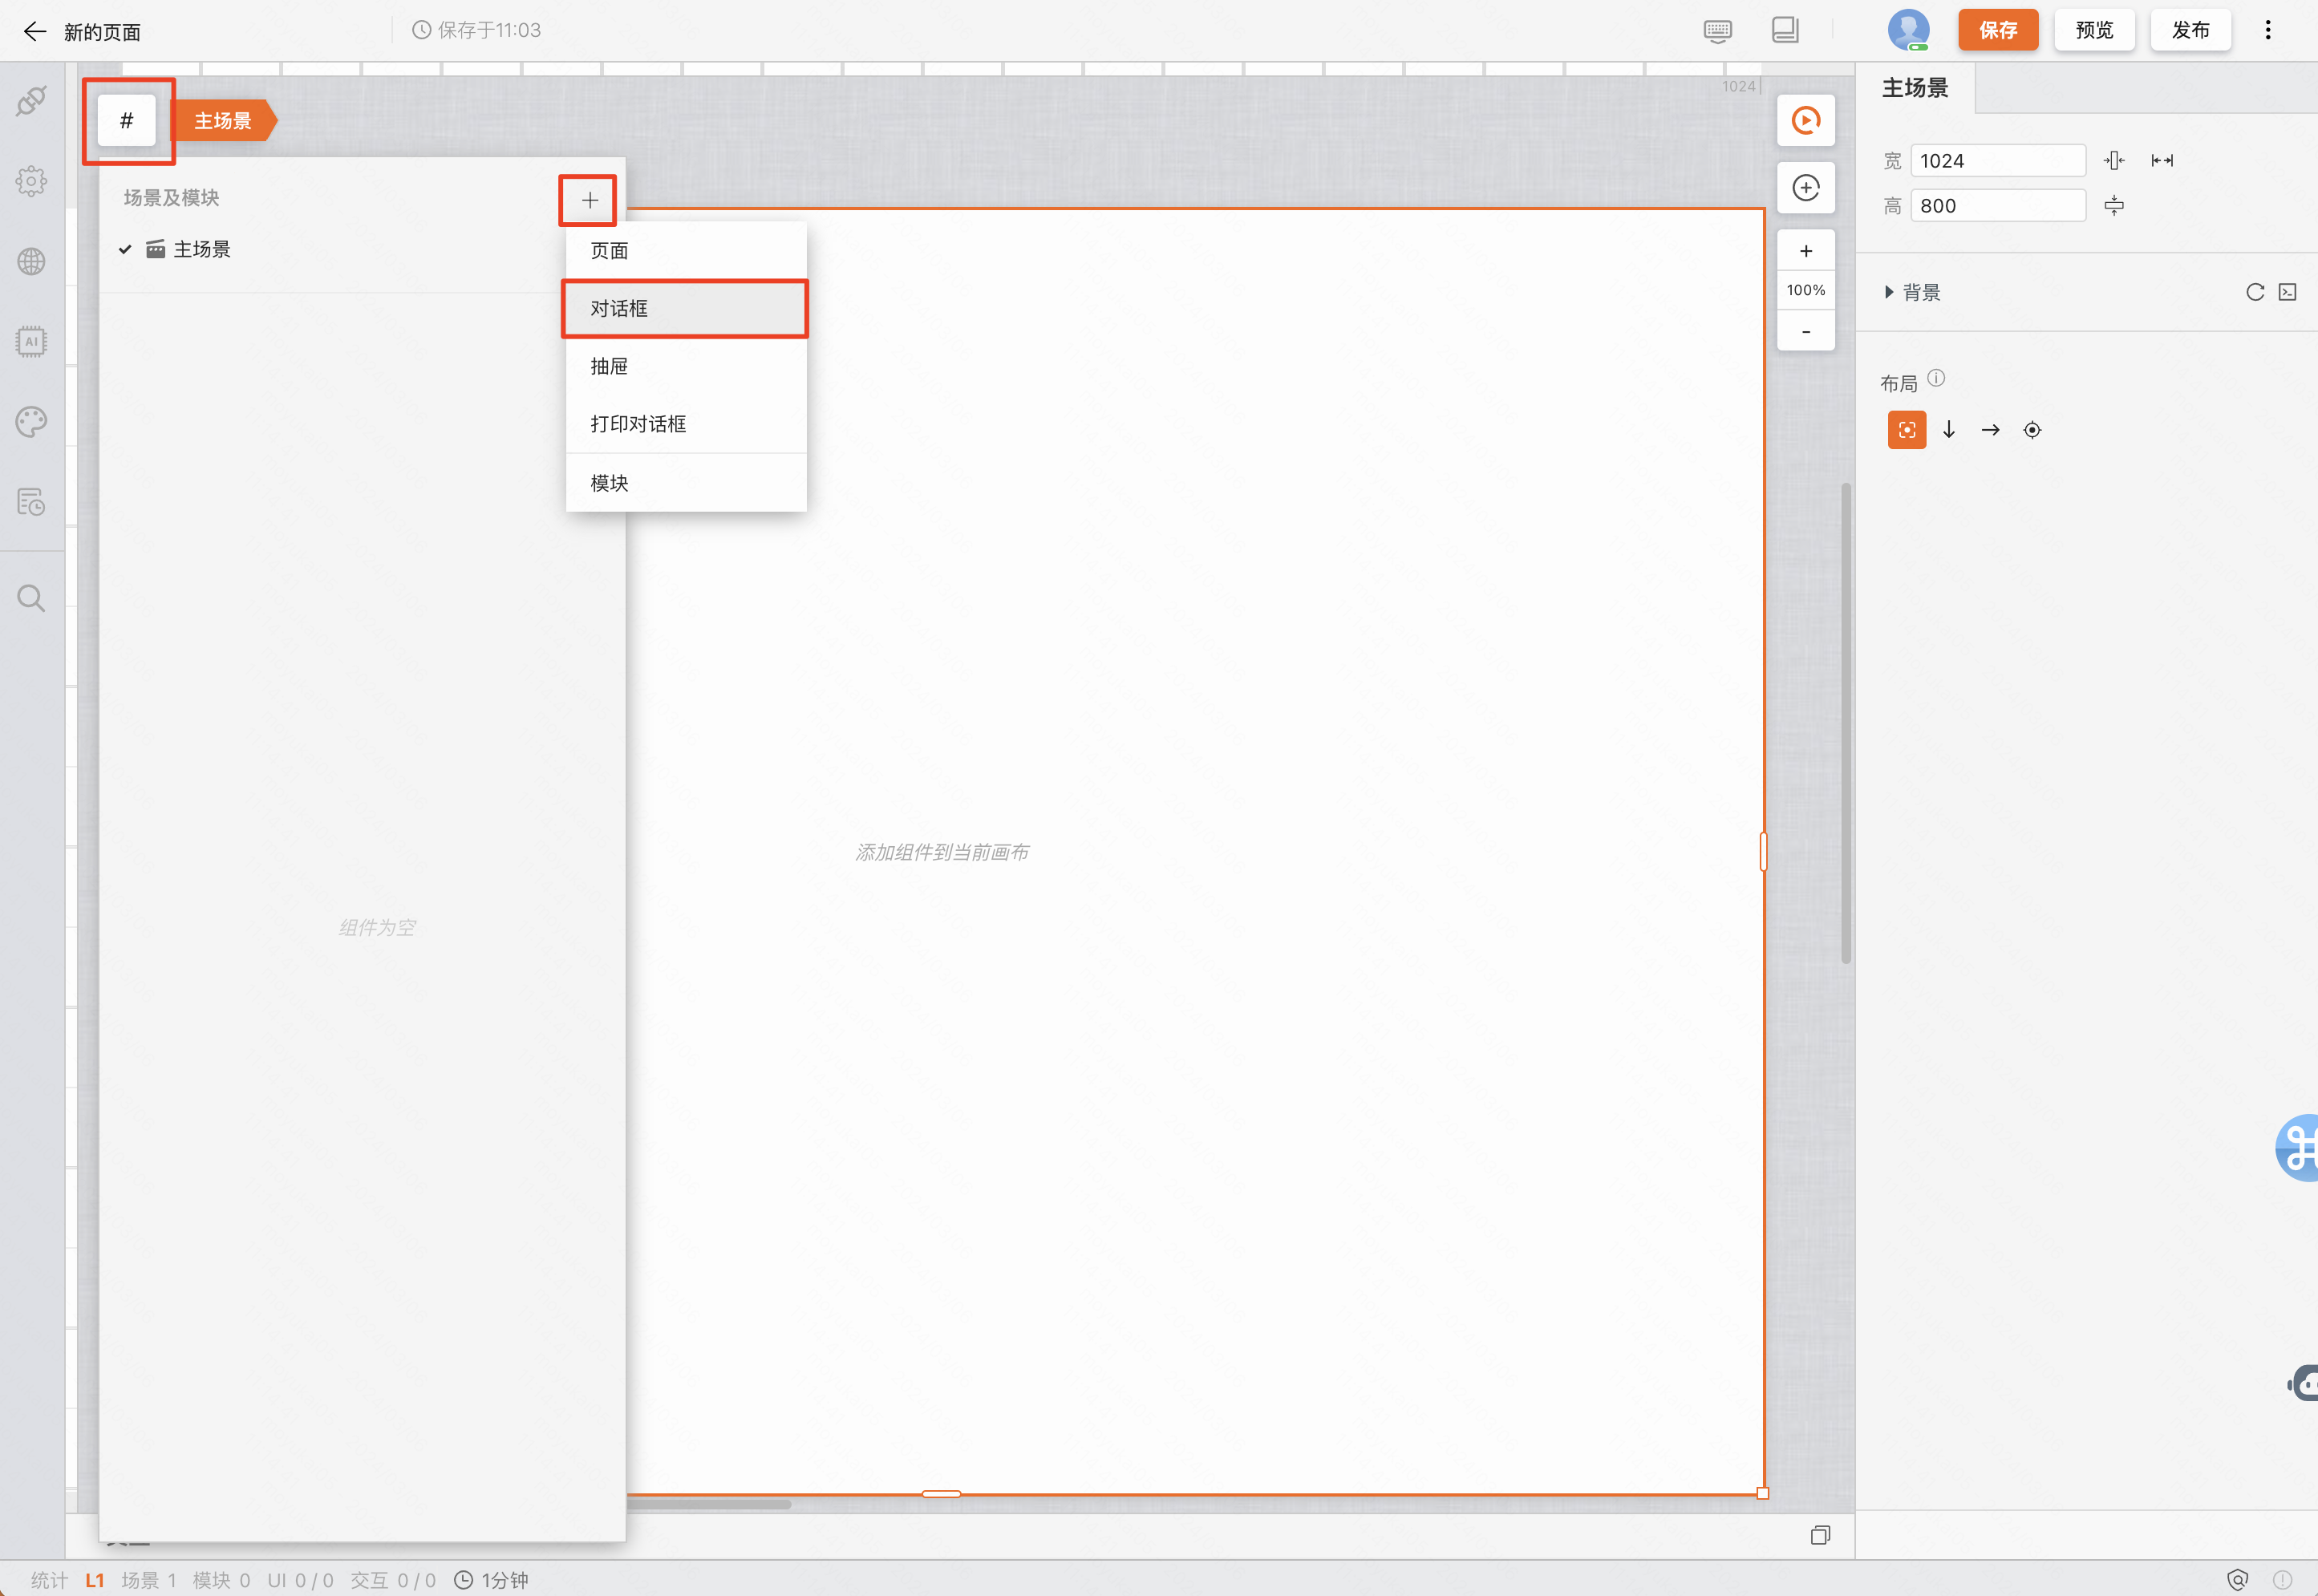 新的页面
保存于11:03
保存
预览
发布
#
主场景
1024
主场景
场景及模块
主场景
页面
对话框
抽屉
打印对话框
模块
100%
宽 1024
高 800
背景
AI
布局
添加组件到当前画布
组件为空
统计 L1 场景 1 模块 0 UI 0 / 0 交互 0 / 0 1分钟